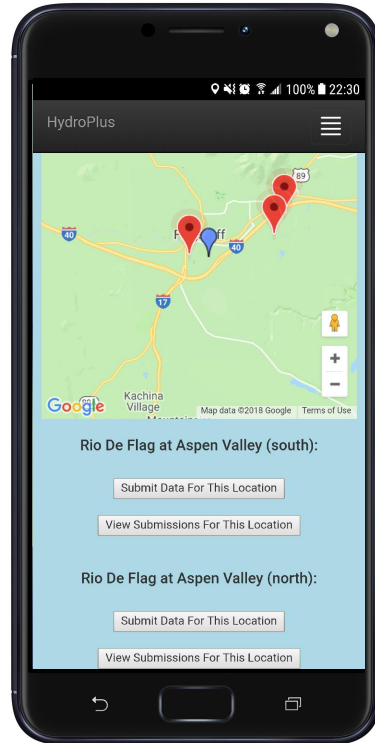 100% 22:30
HydroPlus
89
40
40
17
Kachina
Village
Google
Map data ©2018 Google Terms of Use
Rio De Flag at Aspen Valley (south):
Submit Data For This Location
View Submissions For This Location
Rio De Flag at Aspen Valley (north):
Submit Data For This Location
View Submissions For This Location